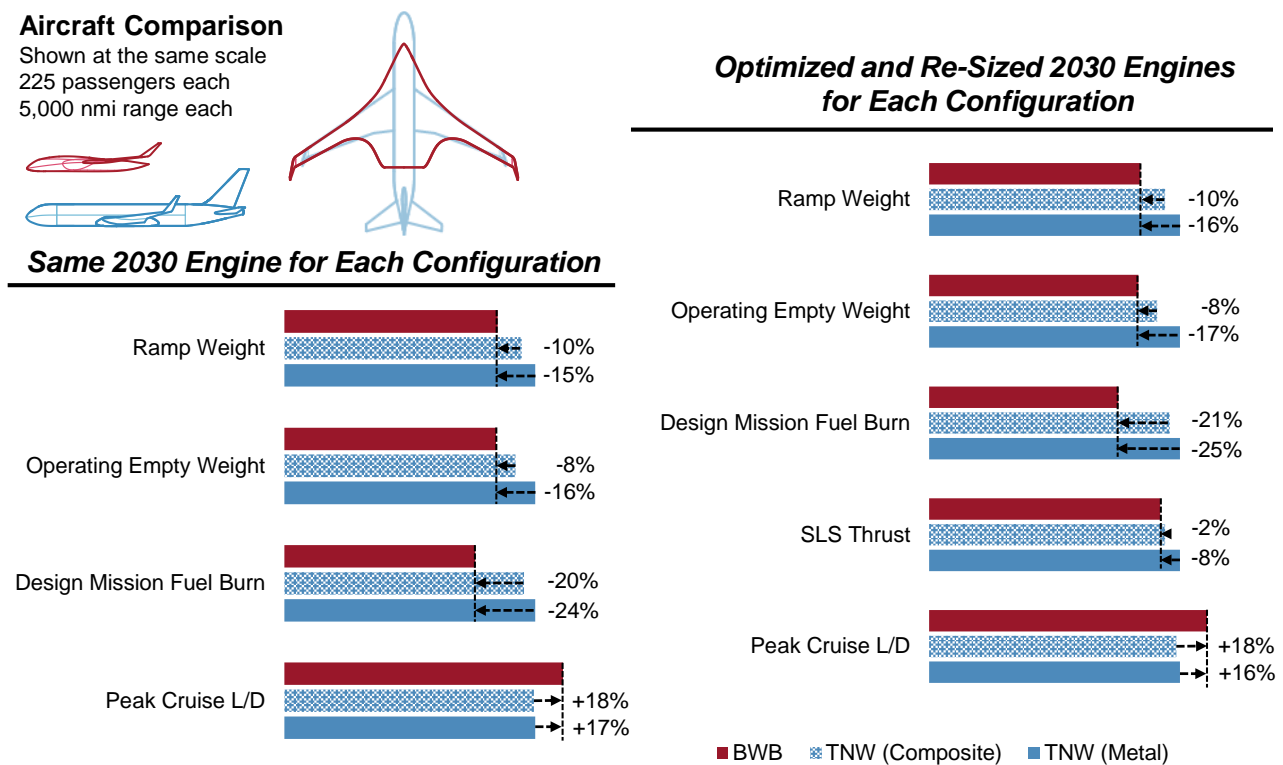 Aircraft Comparison
Shown at the same scale
225 passengers each
5,000 nmi range each
Same 2030 Engine for Each Configuration
Ramp Weight
-10%
-15%
Operating Empty Weight
-8%
-16%
Design Mission Fuel Burn
-20%
-24%
Peak Cruise L/D
+18%
+17%
Optimized and Re-Sized 2030 Engines
for Each Configuration
Ramp Weight
-10%
-16%
Operating Empty Weight
-8%
-17%
Design Mission Fuel Burn
-21%
-25%
SLS Thrust
-2%
-8%
Peak Cruise L/D
+18%
+16%
BWB TNW (Composite) TNW (Metal)